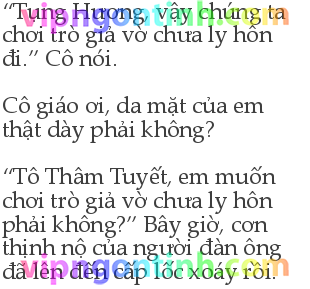 “Tung Hương, vậy chúng ta
chơi trò giả vờ chưa ly hôn
đi.” Cô nói.
Cô giáo ơi, da mặt của em
thật dày phải không?
“Tô Thâm Tuyết, em muốn
chơi trò giả vờ chưa ly hôn
phải không?” Bây giờ, cơn
thịnh nộ của người đàn ông
đã lên đến cấp lốc xoáy rồi.